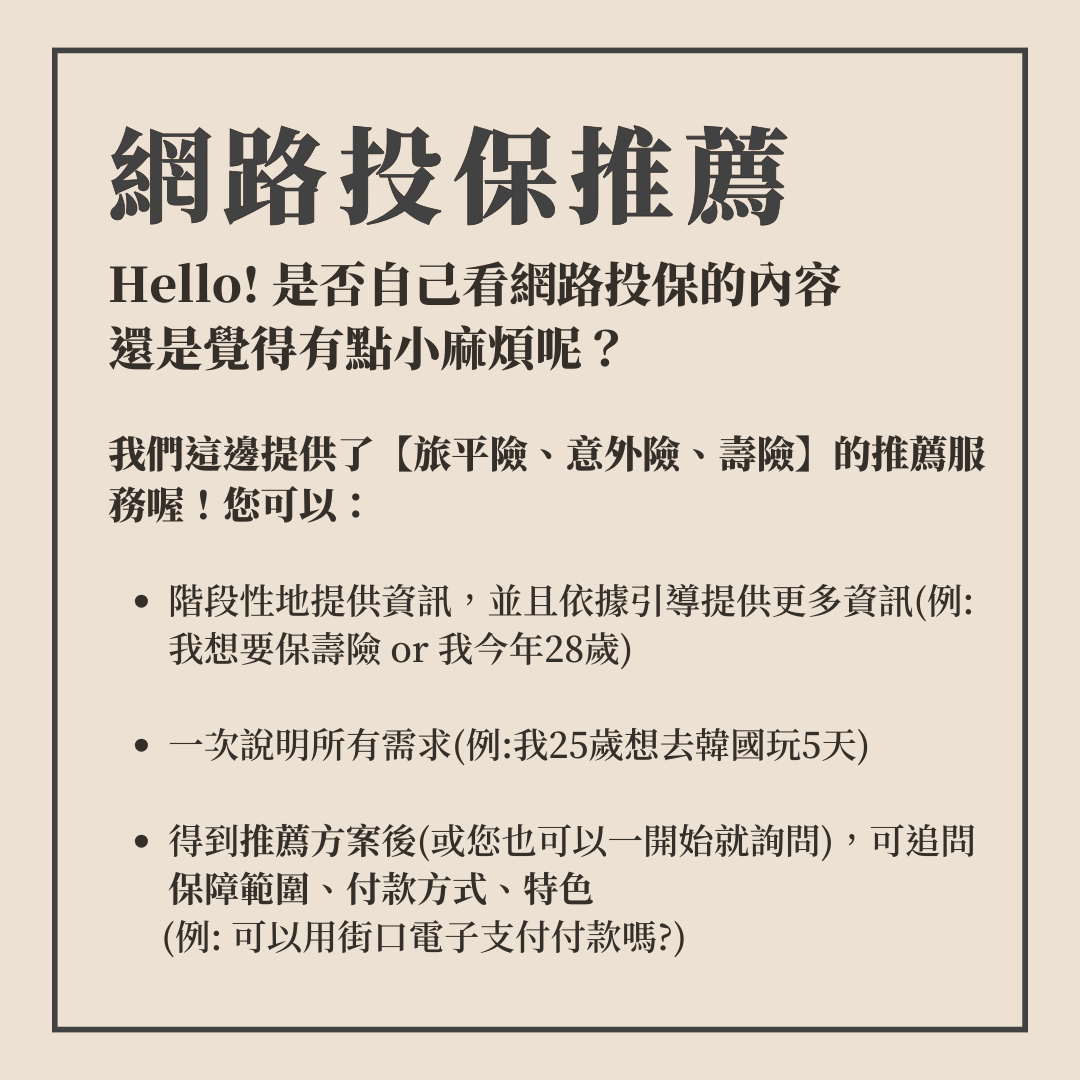 網路投保推薦
Hello! 是否自己看網路投保的內容
還是覺得有點小麻煩呢？
我們這邊提供了【旅平險、意外險、壽險】的推薦服
務喔！您可以：
• 階段性地提供資訊，並且依據引導提供更多資訊(例:
我想要保壽險 or 我今年28歲)
• 一次說明所有需求(例:我25歲想去韓國玩5天)
• 得到推薦方案後(或您也可以一開始就詢問)，可追問
保障範圍、付款方式、特色
(例: 可以用街口電子支付付款嗎?)